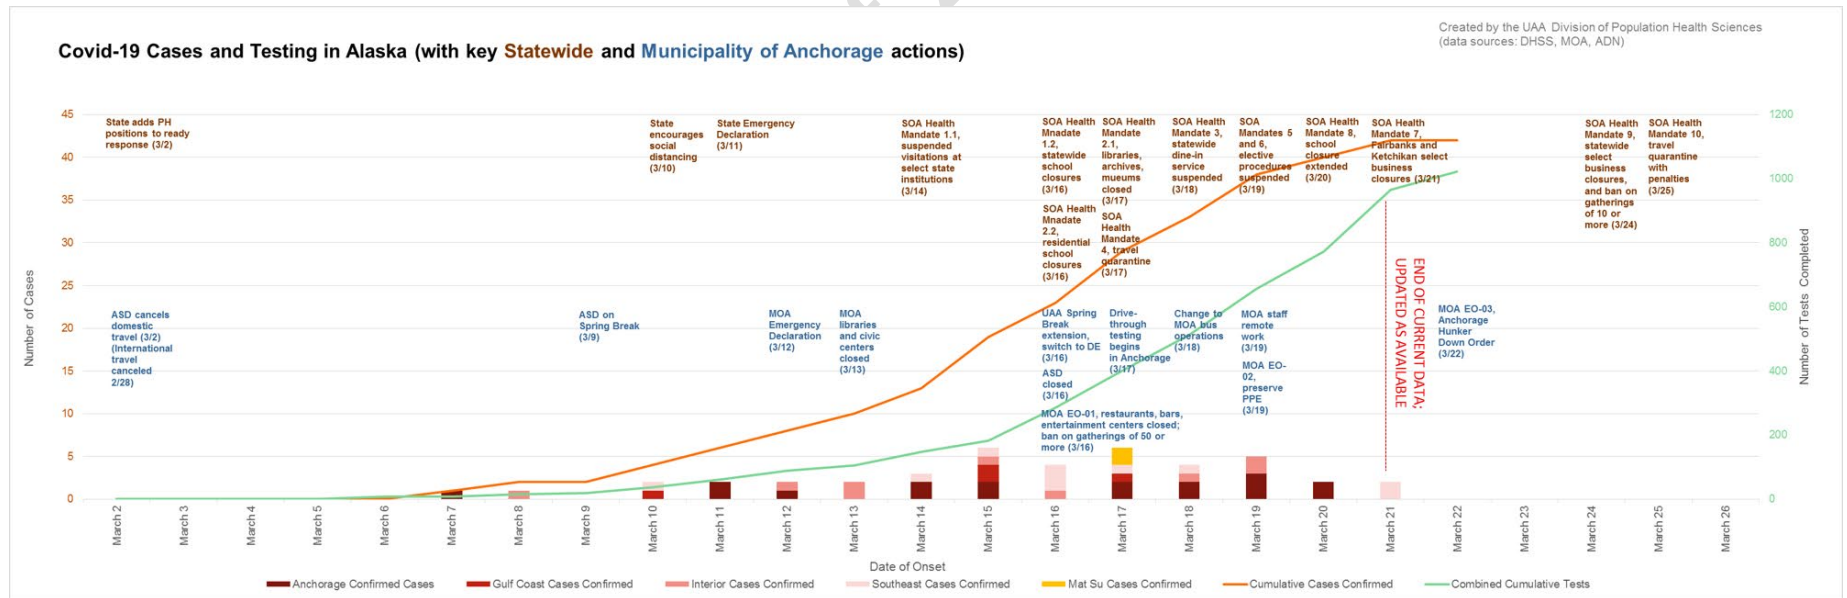 Created by the UAA Division of Population Health Sciences
(data sources: DHSS, MOA, ADN)
Covid-19 Cases and Testing in Alaska (with key Statewide and Municipality of Anchorage actions)
Number of Cases
45
40
35
30
25
20
15
10
5
0
State adds PH
positions to ready
response (3/2)
State
encourages
social
distancing
(3/10)
State Emergency
Declaration
(3/11)
SOA Health
Mandate 1.1,
suspended
visitations at
select state
institutions
(3/14)
SOA Health
Mnadate
1.2,
statewide
school
closures
(3/16)
SOA Health
Mnadate
2.2,
residential
school
closures
(3/16)
SOA Health
Mandate
2.1,
libraries,
archives,
mueums
closed
(3/17)
SOA
Health
Mandate
4, travel
quarantine
(3/17)
SOA Health
Mandate 3,
statewide
dine-in
service
suspended
(3/18)
SOA
Mandates 5
and 6,
elective
procedures
suspended
(3/19)
SOA Health
Mandate 8,
school
closure
extended
(3/20)
SOA Health
Mandate 7,
Fairbanks and
Ketchikan select
business
closures (3/21)
SOA Health
Mandate 9,
statewide
select
business
closures,
and ban on
gatherings
of 10 or
more (3/24)
SOA Health
Mandate 10,
travel
quarantine
with
penalties
(3/25)
ASD cancels
domestic
travel (3/2)
(International
travel
canceled
2/28)
ASD on
Spring Break
(3/9)
MOA
Emergency
Declaration
(3/12)
MOA
libraries
and civic
centers
closed
(3/13)
UAA Spring
Break
extension,
switch to DE
(3/16)
ASD
closed
(3/16)
MOA EO-01, restaurants, bars,
entertainment centers closed;
ban on gatherings of 50 or
more (3/16)
Drive-
through
testing
begins
in Anchorage
(3/17)
Change to
MOA bus
operations
(3/18)
MOA staff
remote
work
(3/19)
MOA EO-
02,
preserve
PPE
(3/19)
END OF CURRENT DATA;
UPDATED AS AVAILABLE
MOA EO-03,
Anchorage
Hunker
Down Order
(3/22)
1200
1000
800
600
400
200
0
Number of Tests Completed
March 2
March 3
March 4
March 5
March 6
March 7
March 8
March 9
March 10
March 11
March 12
March 13
March 14
March 15
March 16
March 17
March 18
March 19
March 20
March 21
March 22
March 23
March 24
March 25
March 26
Date of Onset
Anchorage Confirmed Cases
Gulf Coast Cases Confirmed
Interior Cases Confirmed
Southeast Cases Confirmed
Mat Su Cases Confirmed
Cumulative Cases Confirmed
Combined Cumulative Tests